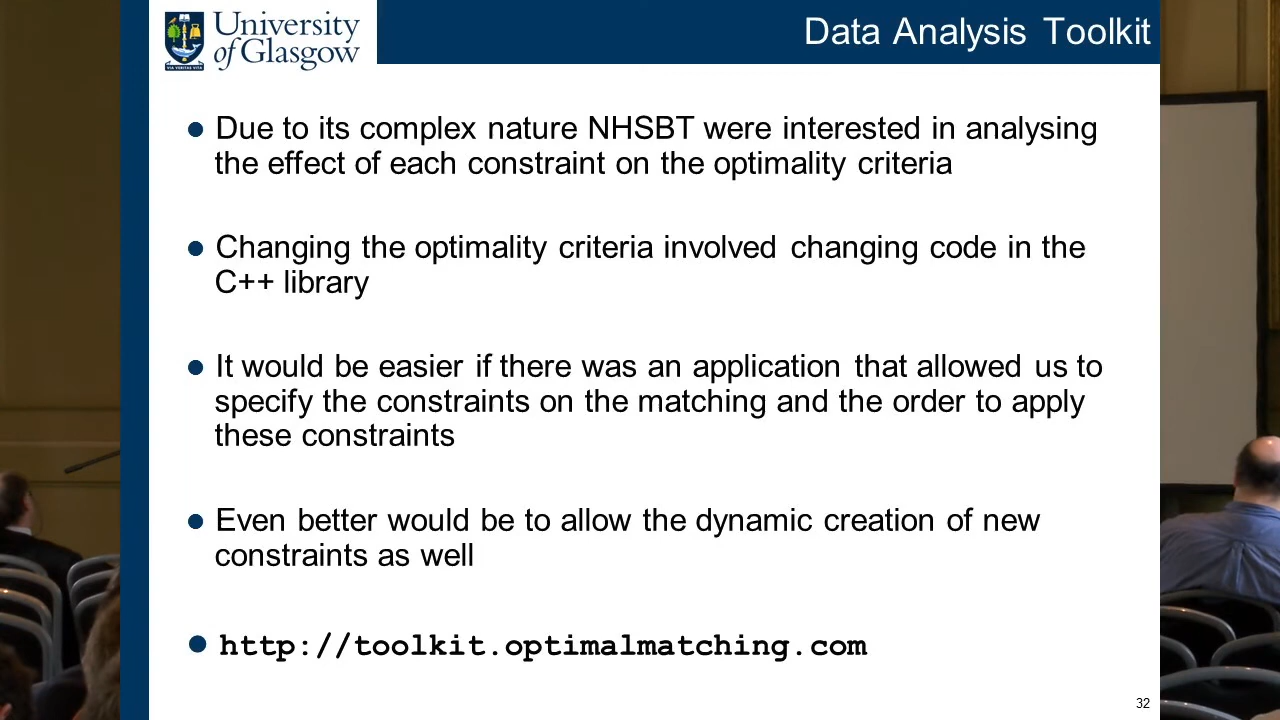 University
of Glasgow
Data Analysis Toolkit
Due to its complex nature NHSBT were interested in analysing
the effect of each constraint on the optimality criteria
Changing the optimality criteria involved changing code in the
C++ library
It would be easier if there was an application that allowed us to
specify the constraints on the matching and the order to apply
these constraints
Even better would be to allow the dynamic creation of new
constraints as well
http://toolkit.optimalmatching.com
32